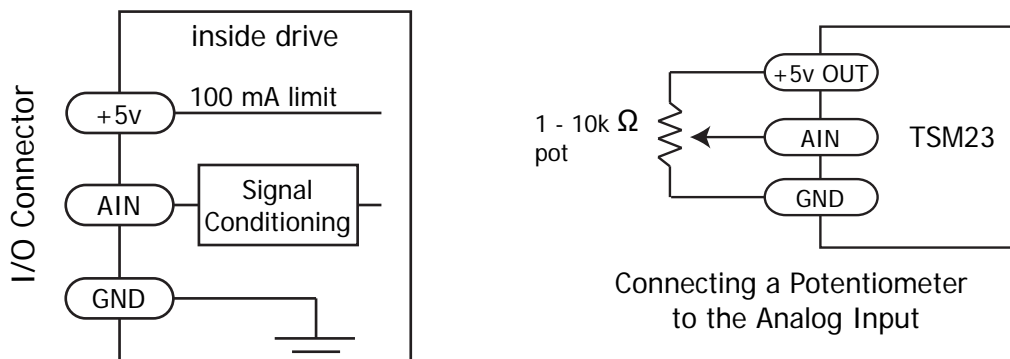 I/O Connector
inside drive
+5v
100 mA limit
AIN
Signal
Conditioning
GND
+5v OUT
1 - 10k Ω
pot
AIN
TSM23
GND
Connecting a Potentiometer
to the Analog Input